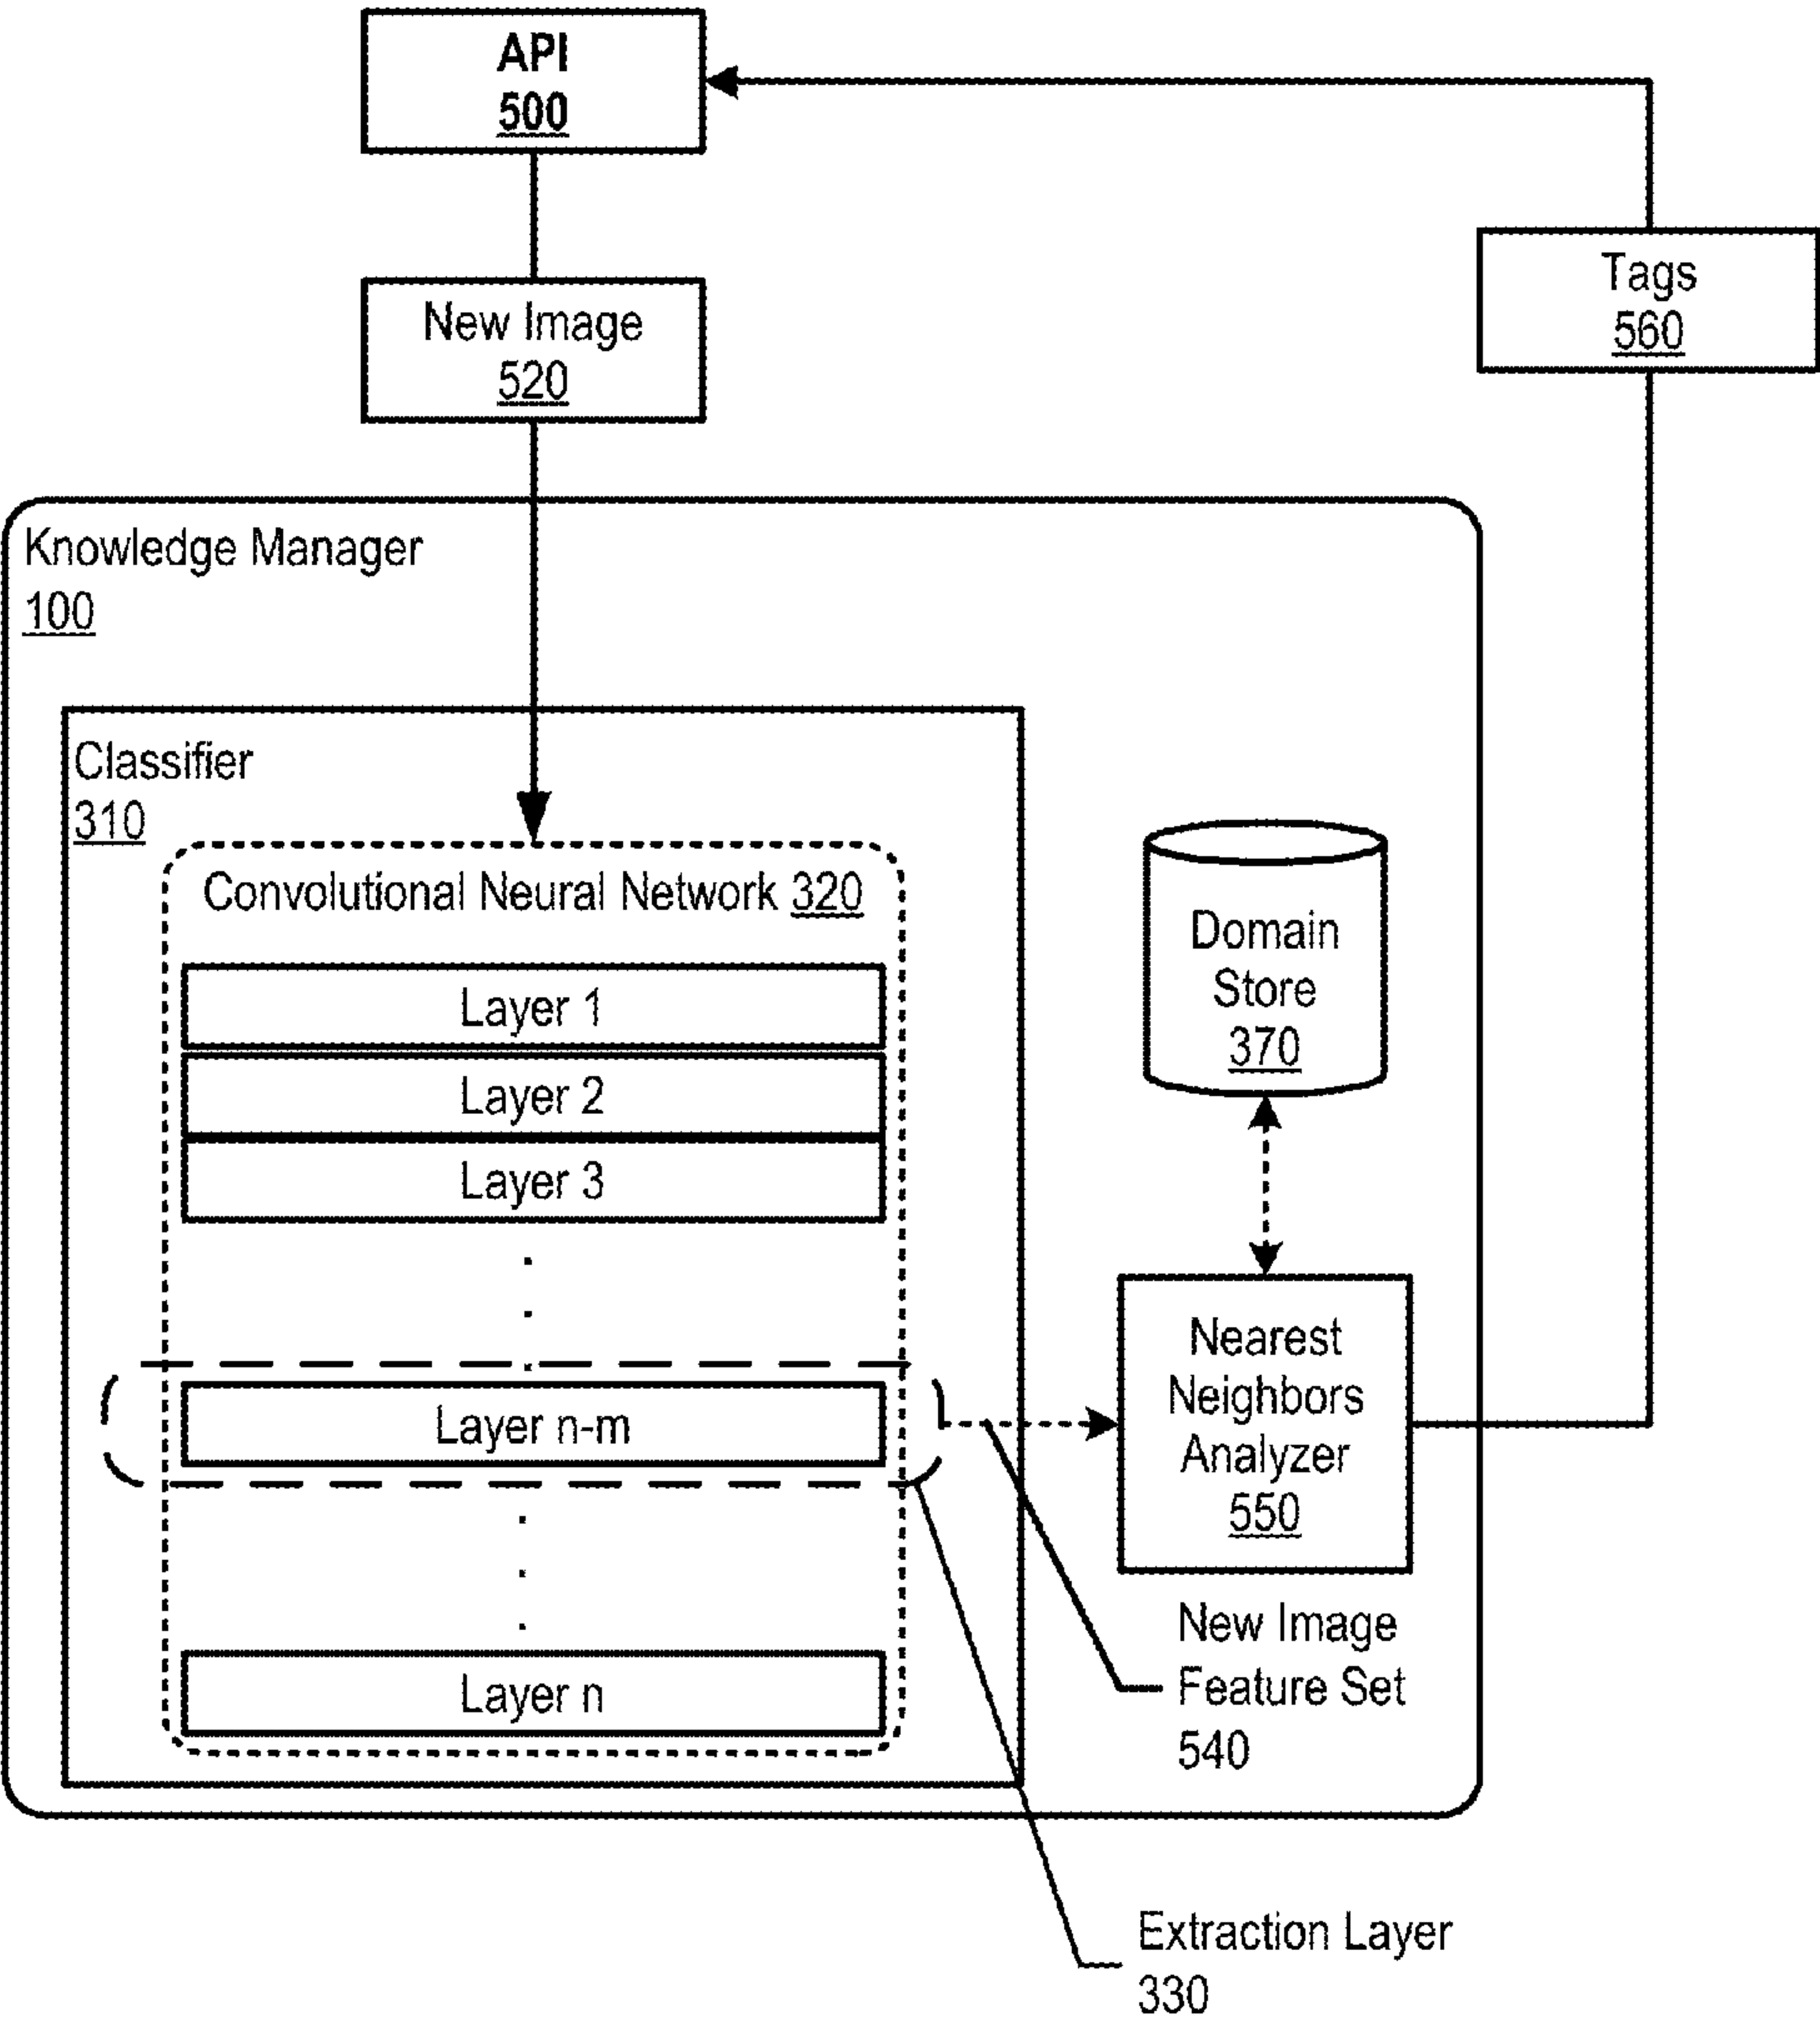 API
500
New Image
520
Tags
560
Knowledge Manager
100
Classifier
310
Convolutional Neural Network 320
Layer 1
Layer 2
Layer 3
Layer n-m
Layer n
Domain
Store
370
Nearest
Neighbors
Analyzer
550
New Image
Feature Set
540
Extraction Layer
330